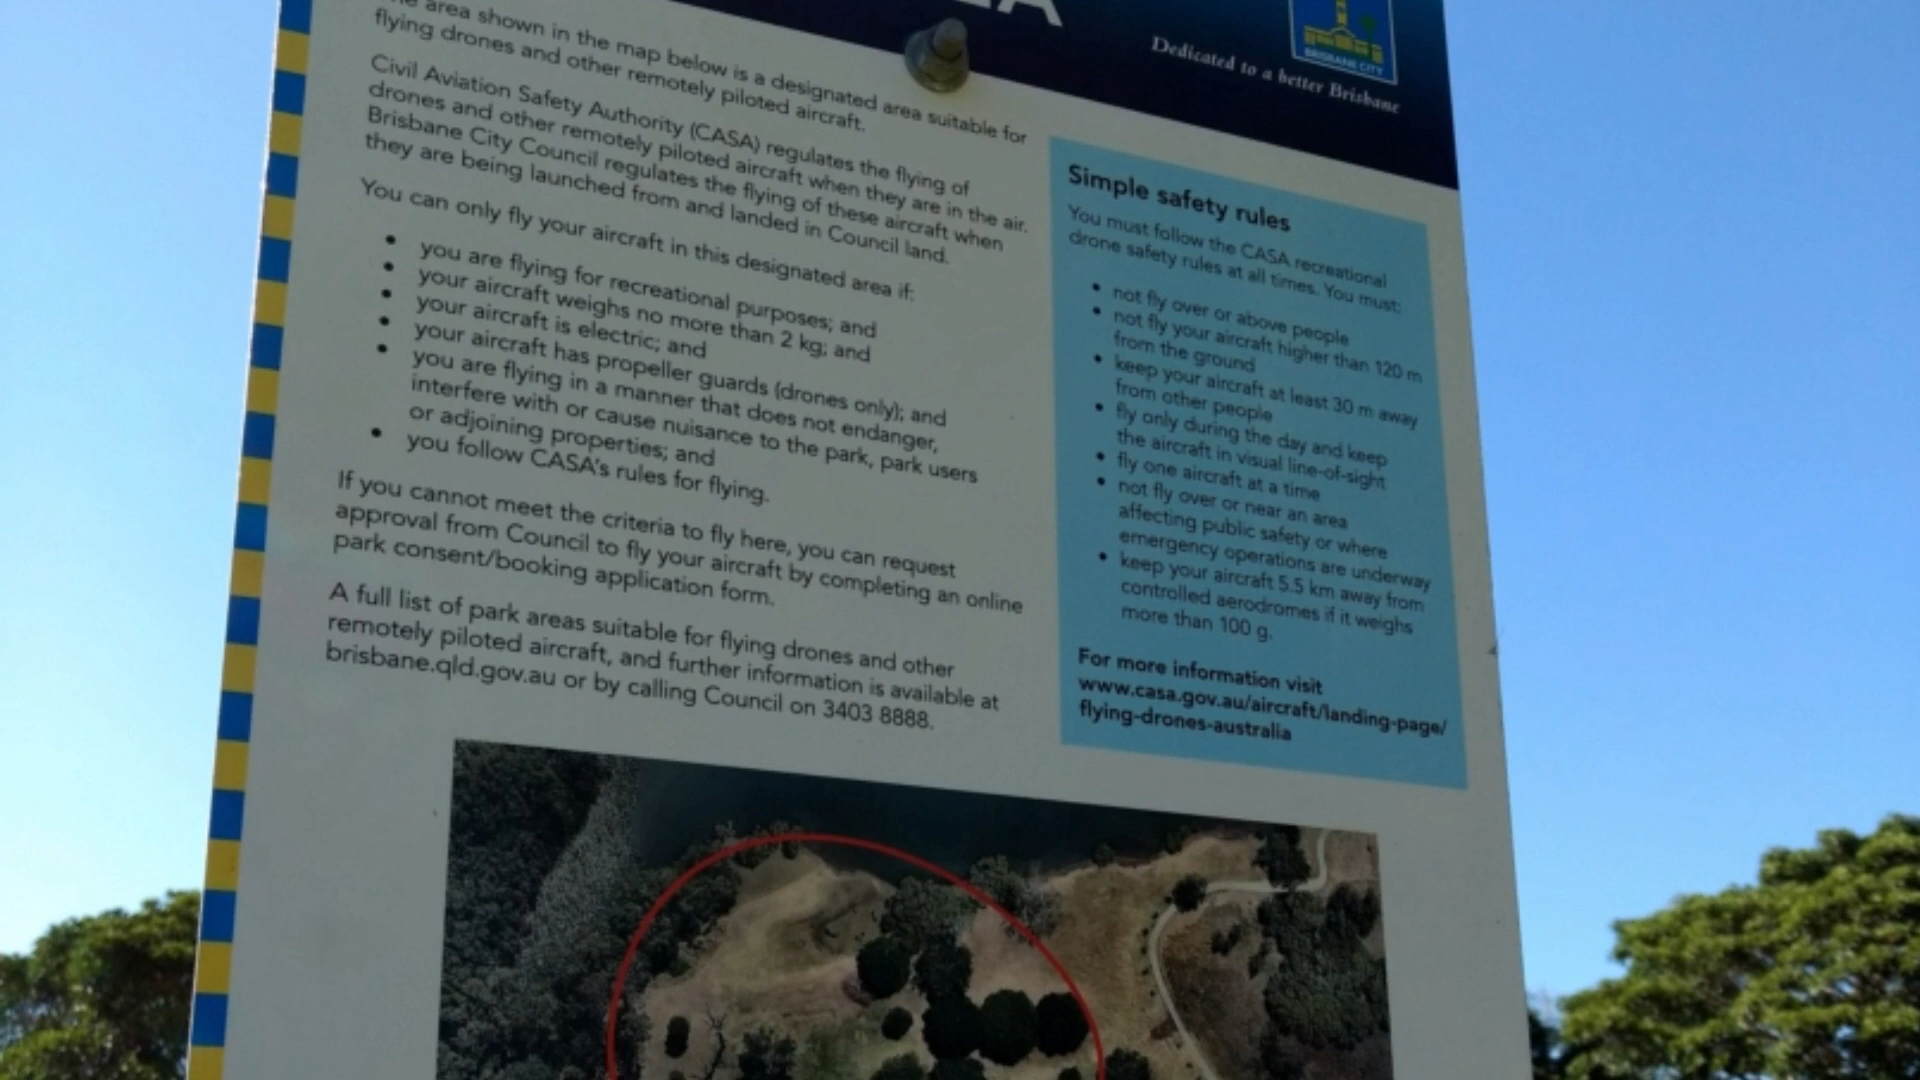 EA
Dedicated to a better Brisbane
BRISBANE CITY
area shown in the map below is a designated area suitable for
flying drones and other remotely piloted aircraft.
Civil Aviation Safety Authority (CASA) regulates the flying of
drones and other remotely piloted aircraft when they are in the air.
Brisbane City Council regulates the flying of these aircraft when
they are being launched from and landed in Council land.
You can only fly your aircraft in this designated area if:
• you are flying for recreational purposes; and
• your aircraft weighs no more than 2 kg; and
• your aircraft is electric; and
• your aircraft has propeller guards (drones only); and
• you are flying in a manner that does not endanger,
interfere with or cause nuisance to the park, park users
or adjoining properties; and
• you follow CASA's rules for flying.
If you cannot meet the criteria to fly here, you can request
approval from Council to fly your aircraft by completing an online
park consent/booking application form.
A full list of park areas suitable for flying drones and other
remotely piloted aircraft, and further information is available at
brisbane.qld.gov.au or by calling Council on 3403 8888.
Simple safety rules
You must follow the CASA recreational
drone safety rules at all times. You must:
• not fly over or above people
• not fly your aircraft higher than 120 m
from the ground
• keep your aircraft at least 30 m away
from other people
• fly only during the day and keep
the aircraft in visual line-of-sight
• fly one aircraft at a time
• not fly over or near an area
affecting public safety or where
emergency operations are underway
• keep your aircraft 5.5 km away from
controlled aerodromes if it weighs
more than 100 g.
For more information visit
www.casa.gov.au/aircraft/landing-page/
flying-drones-australia